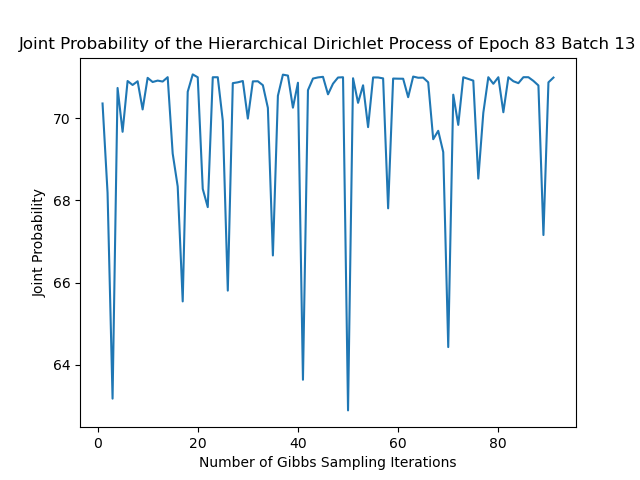 Joint Probability of the Hierarchical Dirichlet Process of Epoch 83 Batch 13
70
68
66
64
Joint Probability
0 20 40 60 80
Number of Gibbs Sampling Iterations